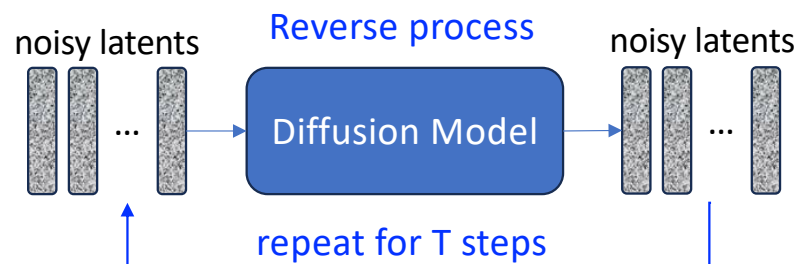 Reverse process
noisy latents
noisy latents
...
Diffusion Model
...
repeat for T steps